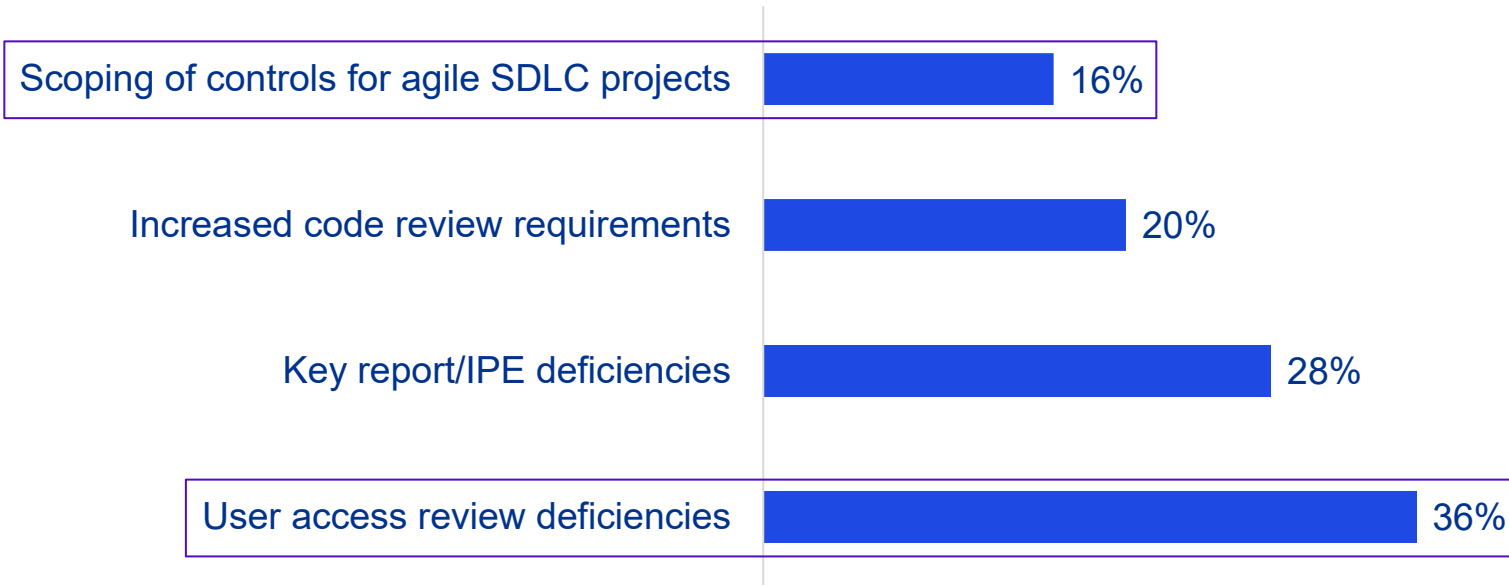 Scoping of controls for agile SDLC projects 16%
Increased code review requirements 20%
Key report/IPE deficiencies 28%
User access review deficiencies 36%